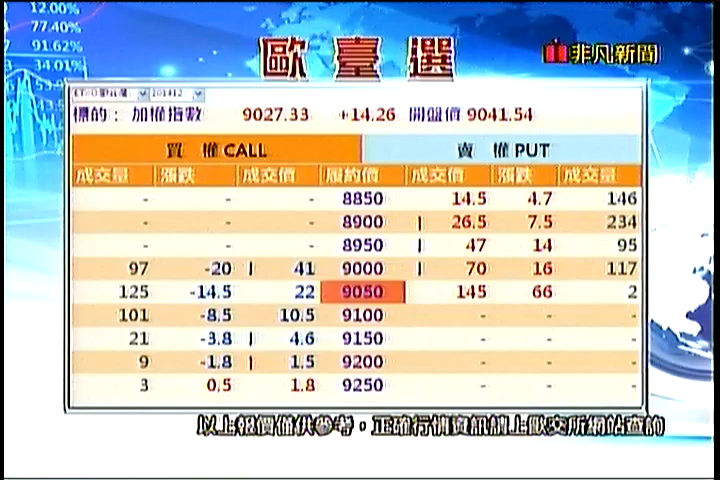 12.00%
77.40%
91.62%
34.01%
歐臺選
非凡新聞
201412
標的： 加權指數 9027.33 +14.26 開盤價 9041.54
買 權 CALL 賣 權 PUT
成交量 漲跌 成交價 履約價 成交價 漲跌 成交量
- - - 8850 14.5 4.7 146
- - - 8900 26.5 7.5 234
- - - 8950 47 14 95
97 -20 41 9000 70 16 117
125 -14.5 22 9050 145 66 2
101 -8.5 10.5 9100 - - -
21 -3.8 4.6 9150 - - -
9 -1.8 1.5 9200 - - -
3 0.5 1.8 9250 - - -
以上報價僅供參考，正確行情資訊請上歐交所網站查詢